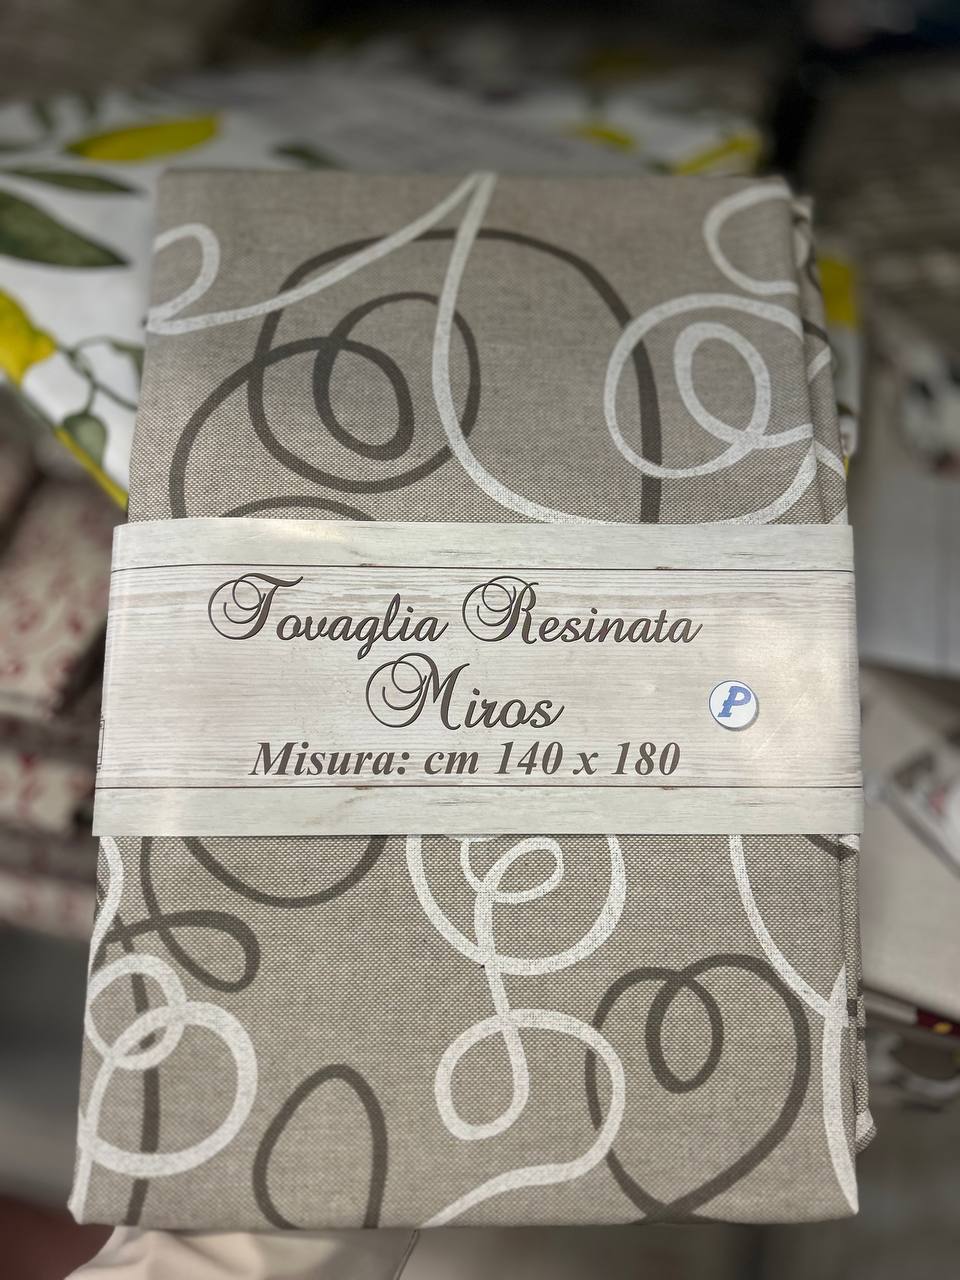 Tovaglia Resinata
Miros
P
Misura: cm 140 x 180